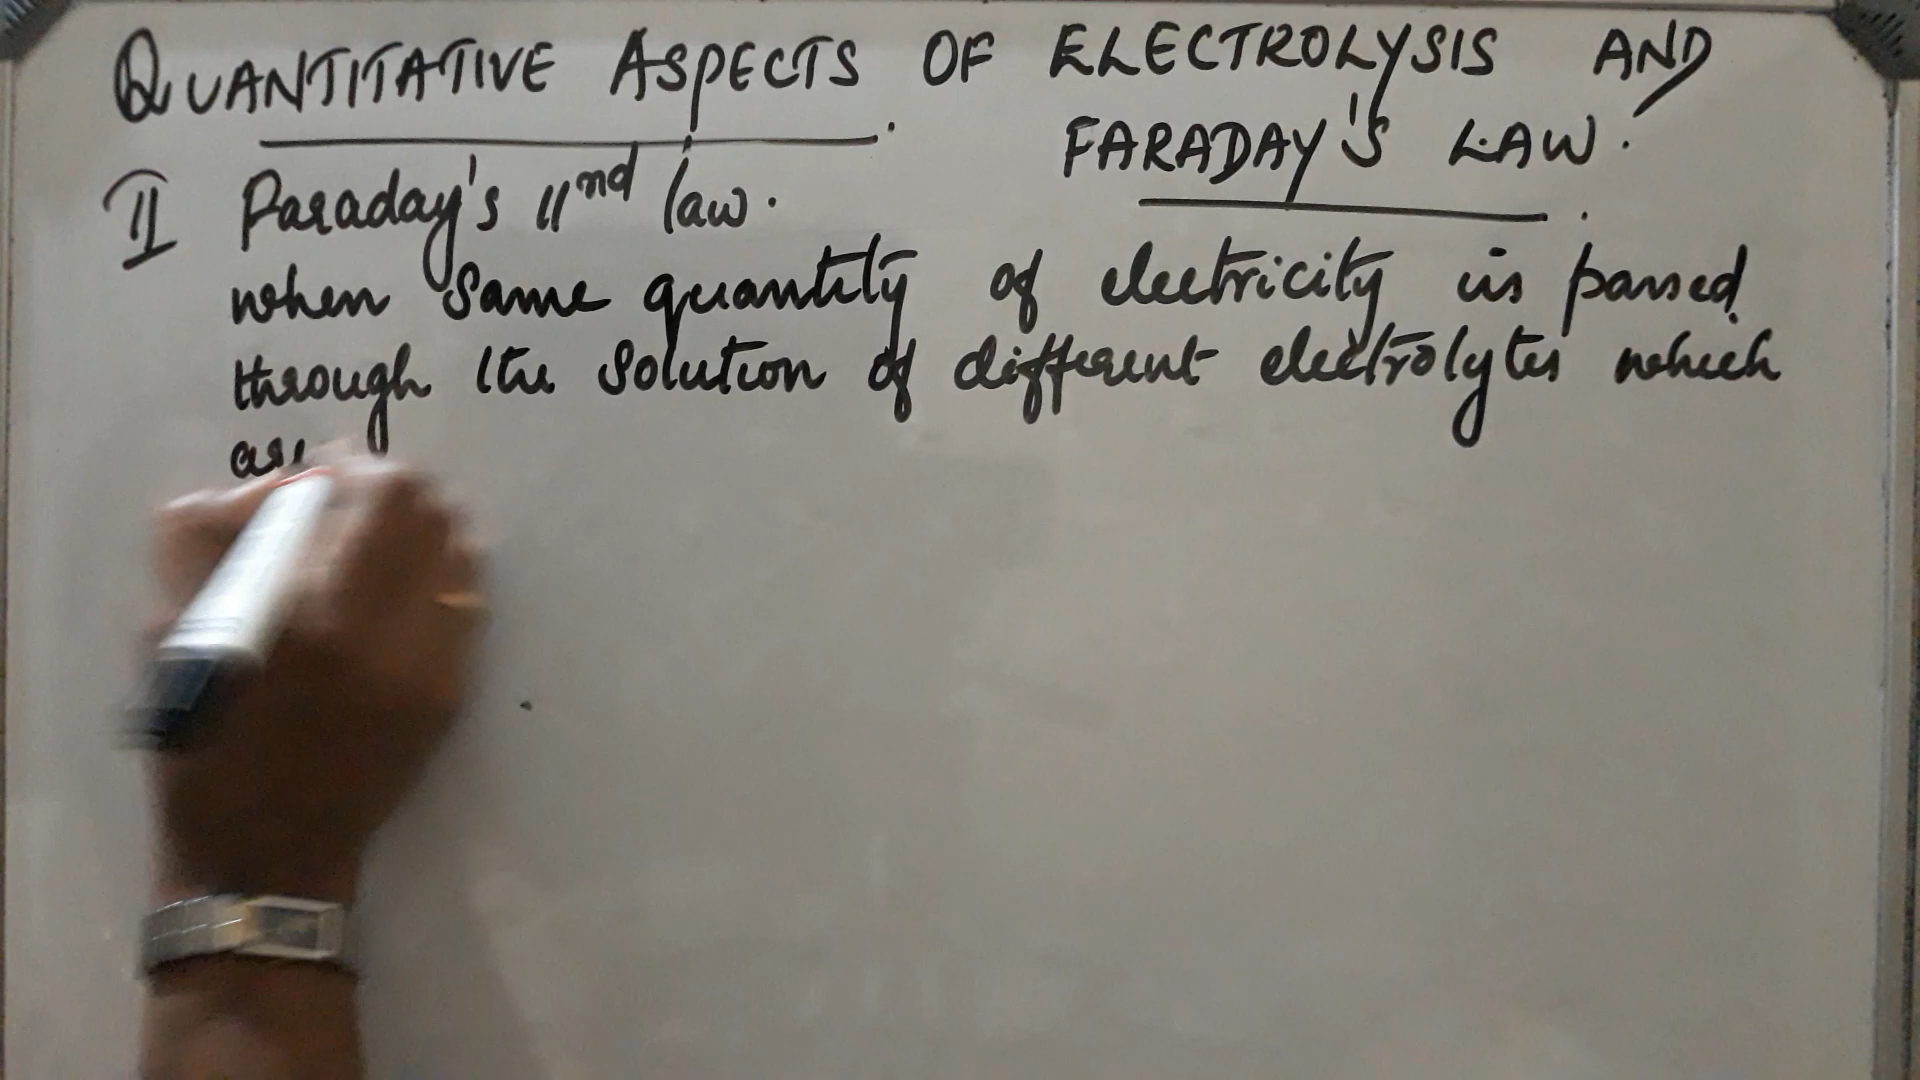 QUANTITATIVE ASPECTS OF ELECTROLYSIS AND
FARADAY'S LAW.
II Faraday's IInd law.
when same quantity of electricity is passed
through the solution of different electrolytes which
are